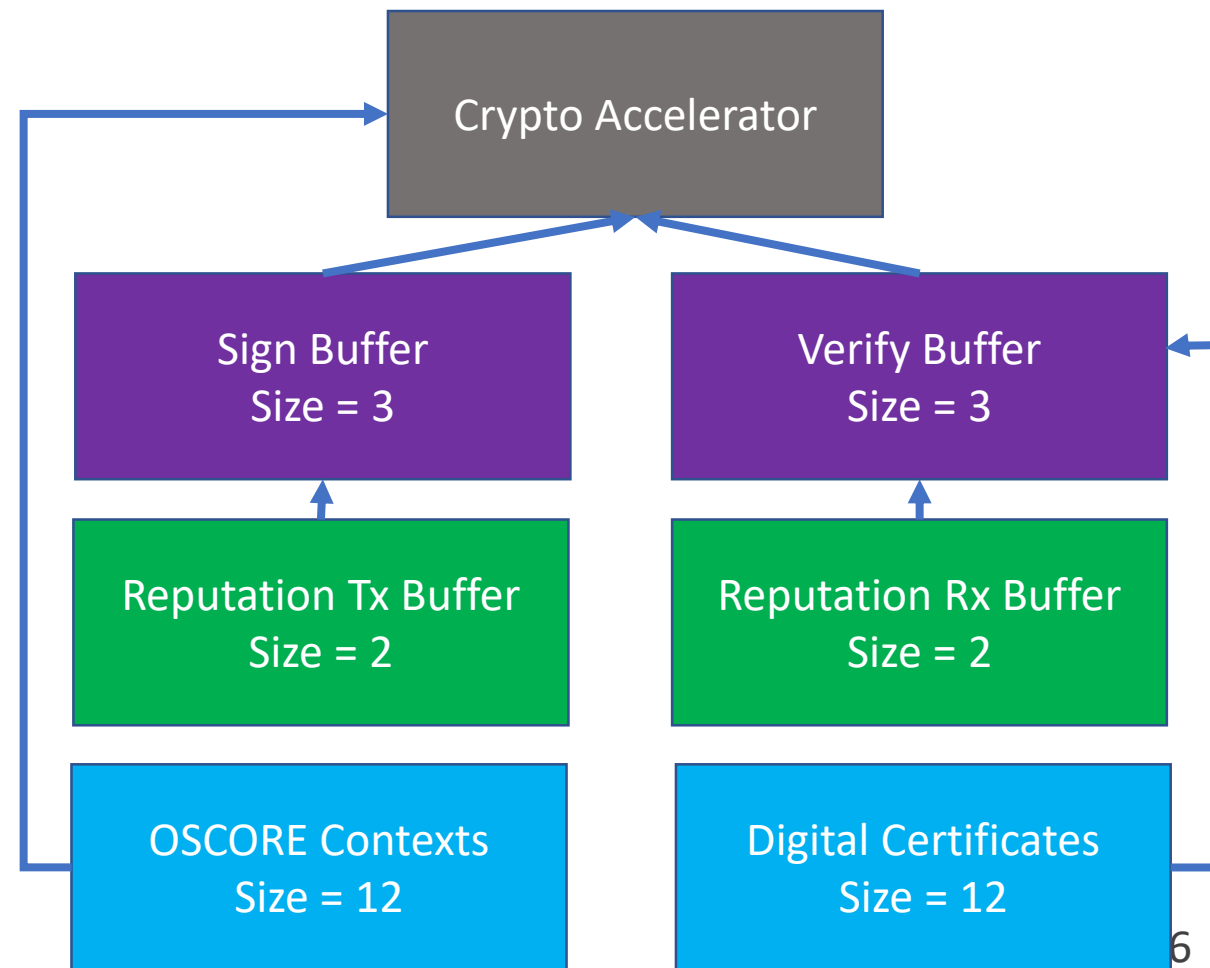 Crypto Accelerator
Sign Buffer
Size = 3
Verify Buffer
Size = 3
Reputation Tx Buffer
Size = 2
Reputation Rx Buffer
Size = 2
OSCORE Contexts
Size = 12
Digital Certificates
Size = 12
6